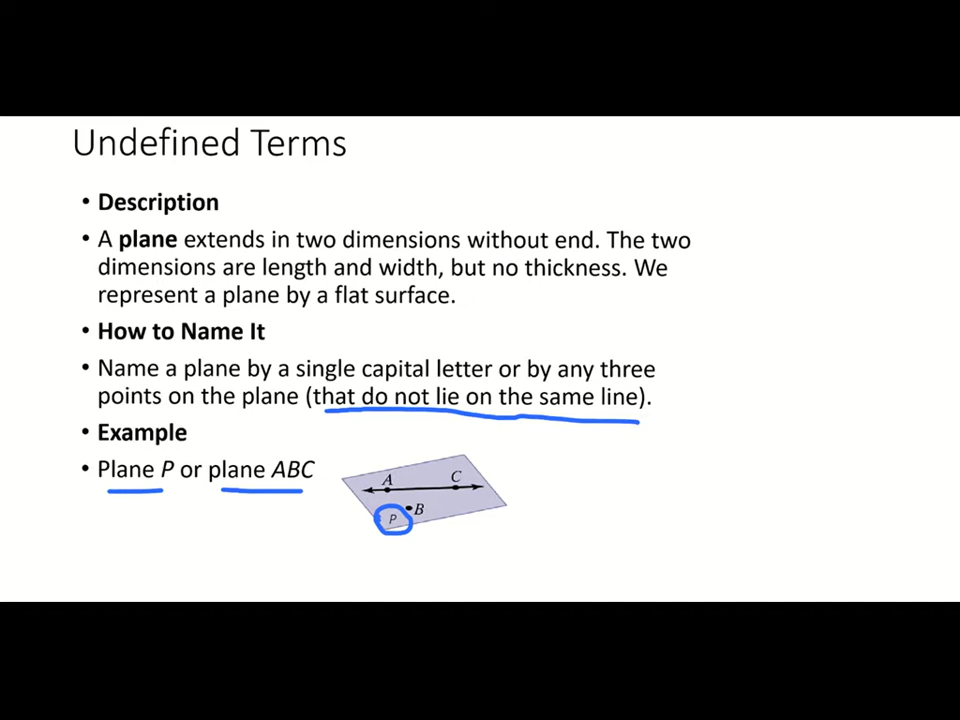 Undefined Terms
• Description
• A plane extends in two dimensions without end. The two
dimensions are length and width, but no thickness. We
represent a plane by a flat surface.
• How to Name It
• Name a plane by a single capital letter or by any three
points on the plane (that do not lie on the same line).
• Example
• Plane P or plane ABC
A C
B
P